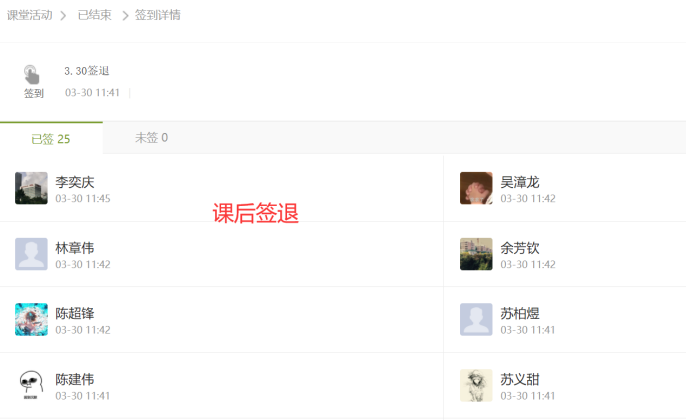 课堂活动 > 已结束 > 签到详情
3.30签退
签到 03-30 11:41
已签 25 未签 0
李奕庆 吴漳龙
03-30 11:45 03-30 11:42
课后签退
林章伟 余芳钦
03-30 11:42 03-30 11:42
陈超锋 苏柏煜
03-30 11:42 03-30 11:41
陈建伟 苏义甜
03-30 11:41 03-30 11:41